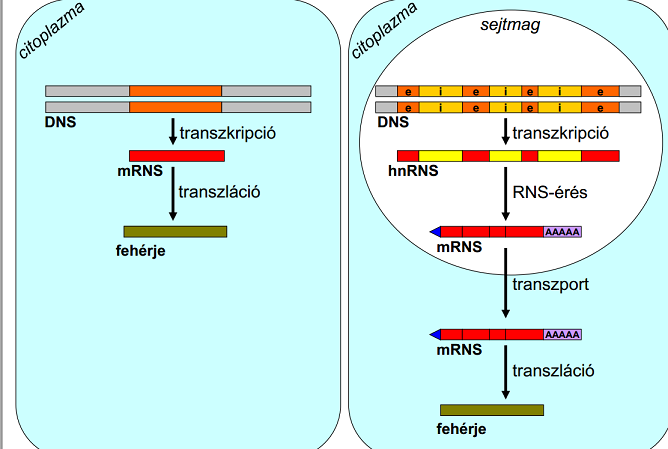 citoplazma
DNS
transzkripció
mRNS
transzláció
fehérje
citoplazma
sejtmag
e i e i e i e
e i e i e i e
DNS
transzkripció
hnRNS
RNS-érés
AAAAA
mRNS
transzport
AAAAA
mRNS
transzláció
fehérje